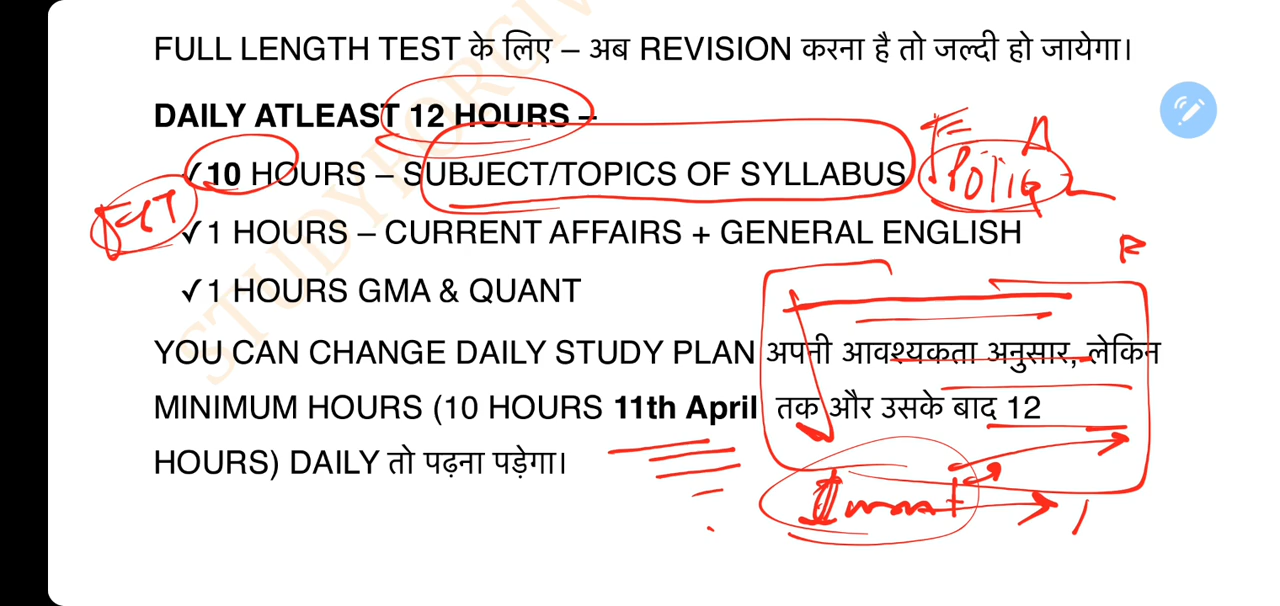 FULL LENGTH TEST के लिए – अब REVISION करना है तो जल्दी हो जायेगा।
DAILY ATLEAST 12 HOURS –
✓10 HOURS – SUBJECT/TOPICS OF SYLLABUS
✓1 HOURS – CURRENT AFFAIRS + GENERAL ENGLISH
✓1 HOURS GMA & QUANT
YOU CAN CHANGE DAILY STUDY PLAN अपनी आवश्यकता अनुसार, लेकिन
MINIMUM HOURS (10 HOURS 11th April तक और उसके बाद 12
HOURS) DAILY तो पढ़ना पड़ेगा।